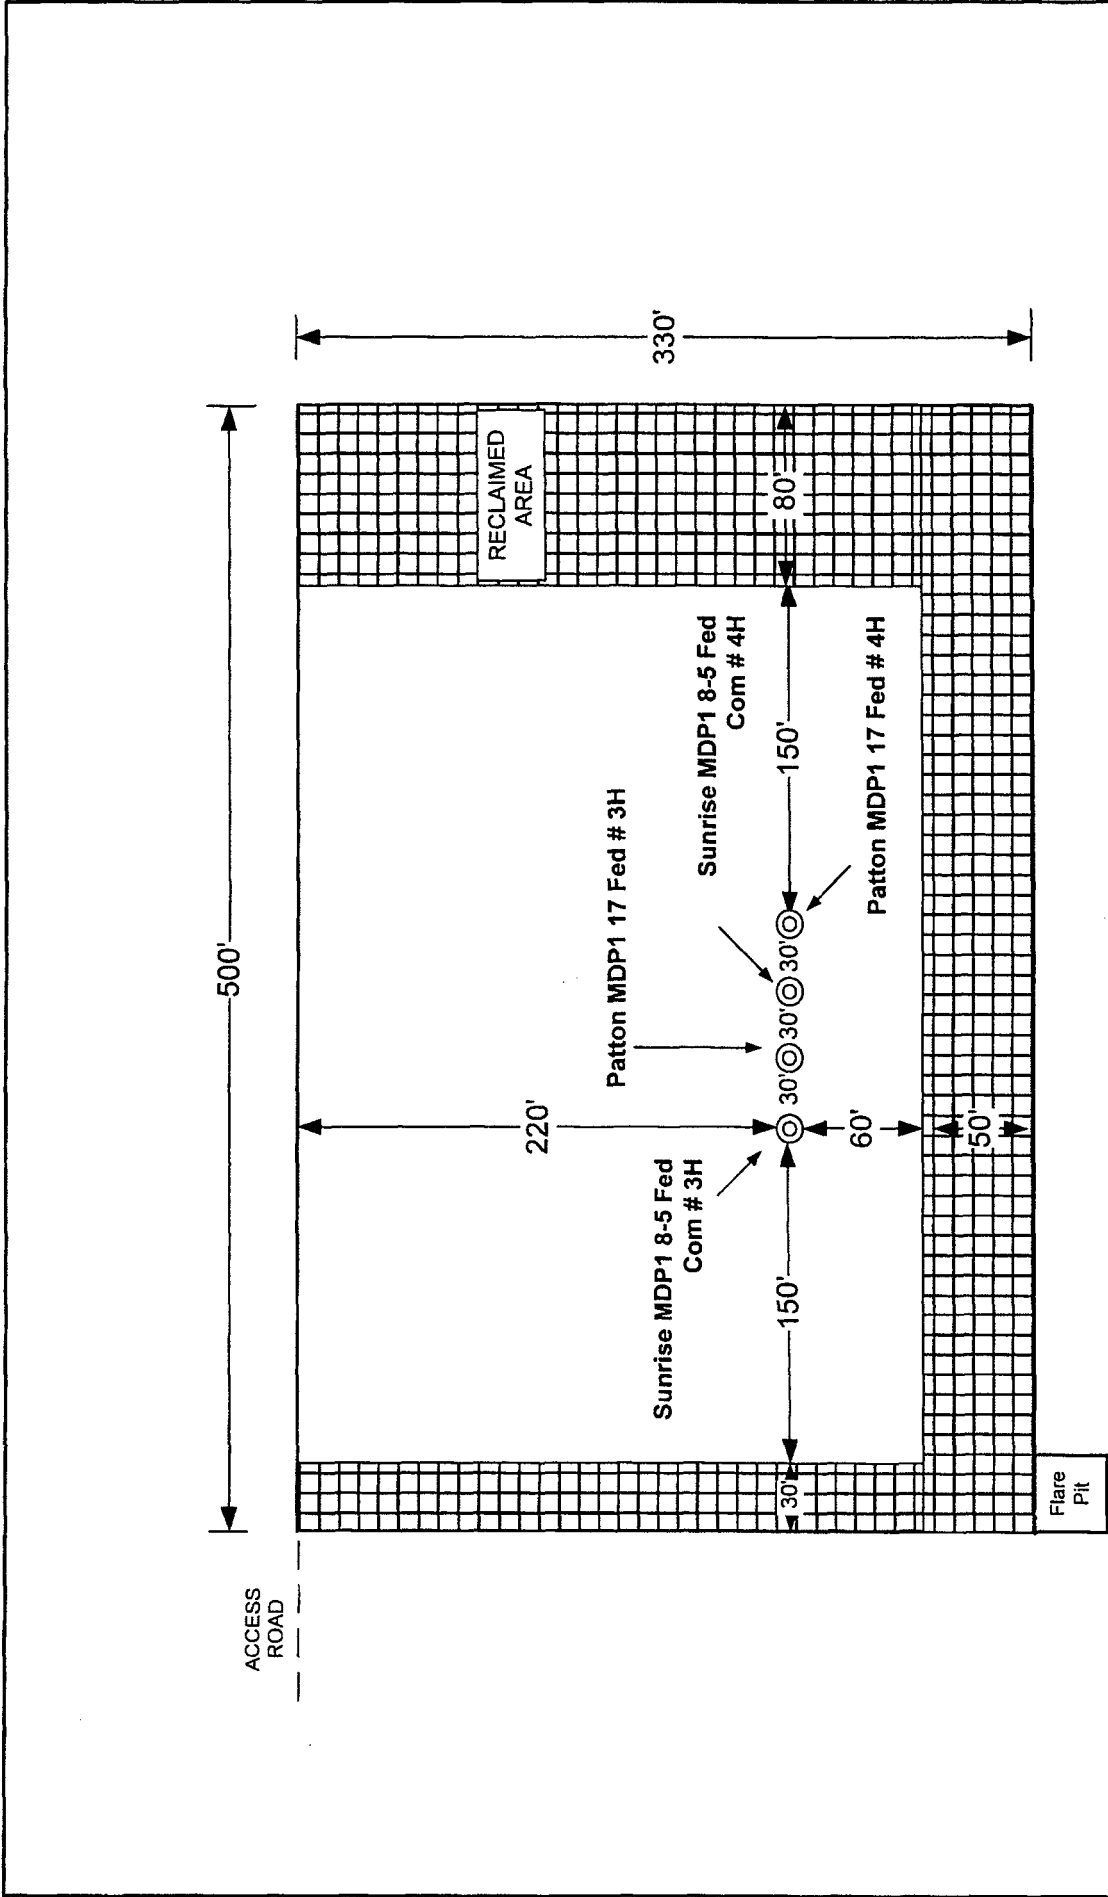 ACCESS
ROAD
500'
330'
RECLAIMED
AREA
220'
Patton MDP1 17 Fed # 3H
Sunrise MDP1 8-5 Fed
Com # 3H
Sunrise MDP1 8-5 Fed
Com # 4H
30'
150'
30'
30'
30'
150'
80'
60'
Patton MDP1 17 Fed # 4H
50'
Flare
Pit